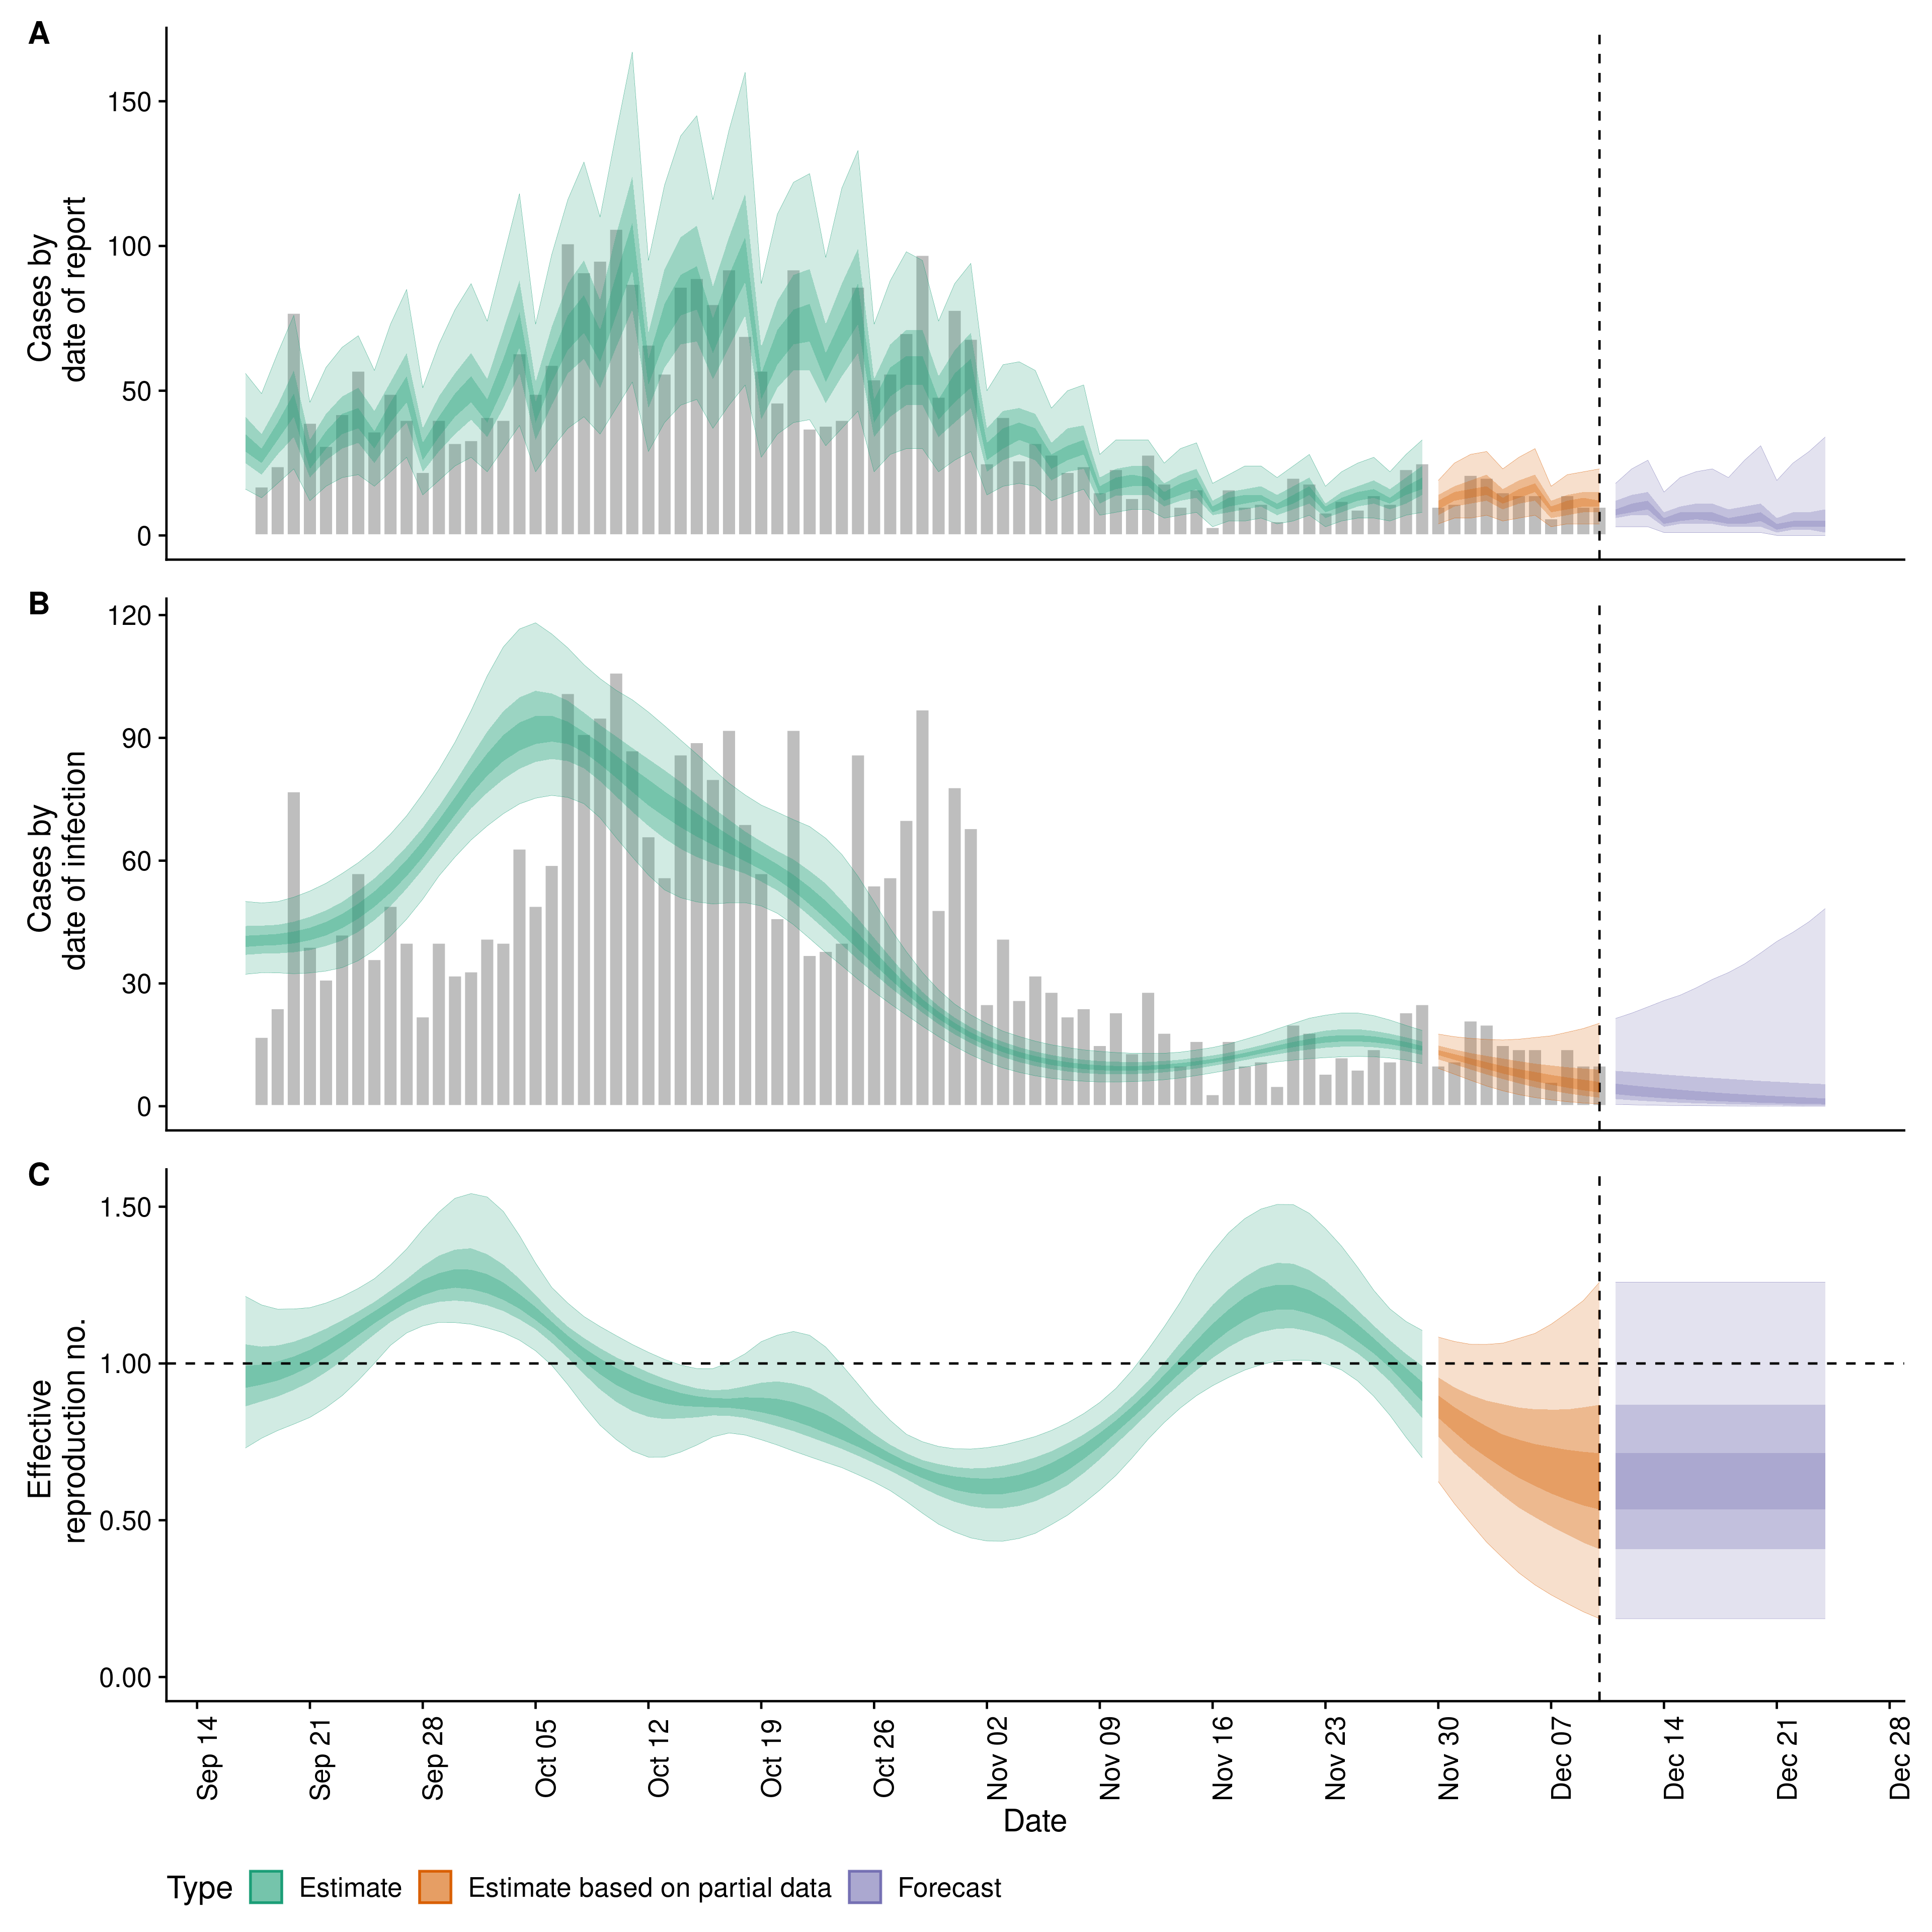 A
Cases by
date of report
150
100
50
0
B
Cases by
date of infection
120
90
60
30
0
C
Effective
reproduction no.
1.50
1.00
0.50
0.00
Sep 14
Sep 21
Sep 28
Oct 05
Oct 12
Oct 19
Oct 26
Nov 02
Nov 09
Nov 16
Nov 23
Nov 30
Dec 07
Dec 14
Dec 21
Dec 28
Date
Type Estimate Estimate based on partial data Forecast